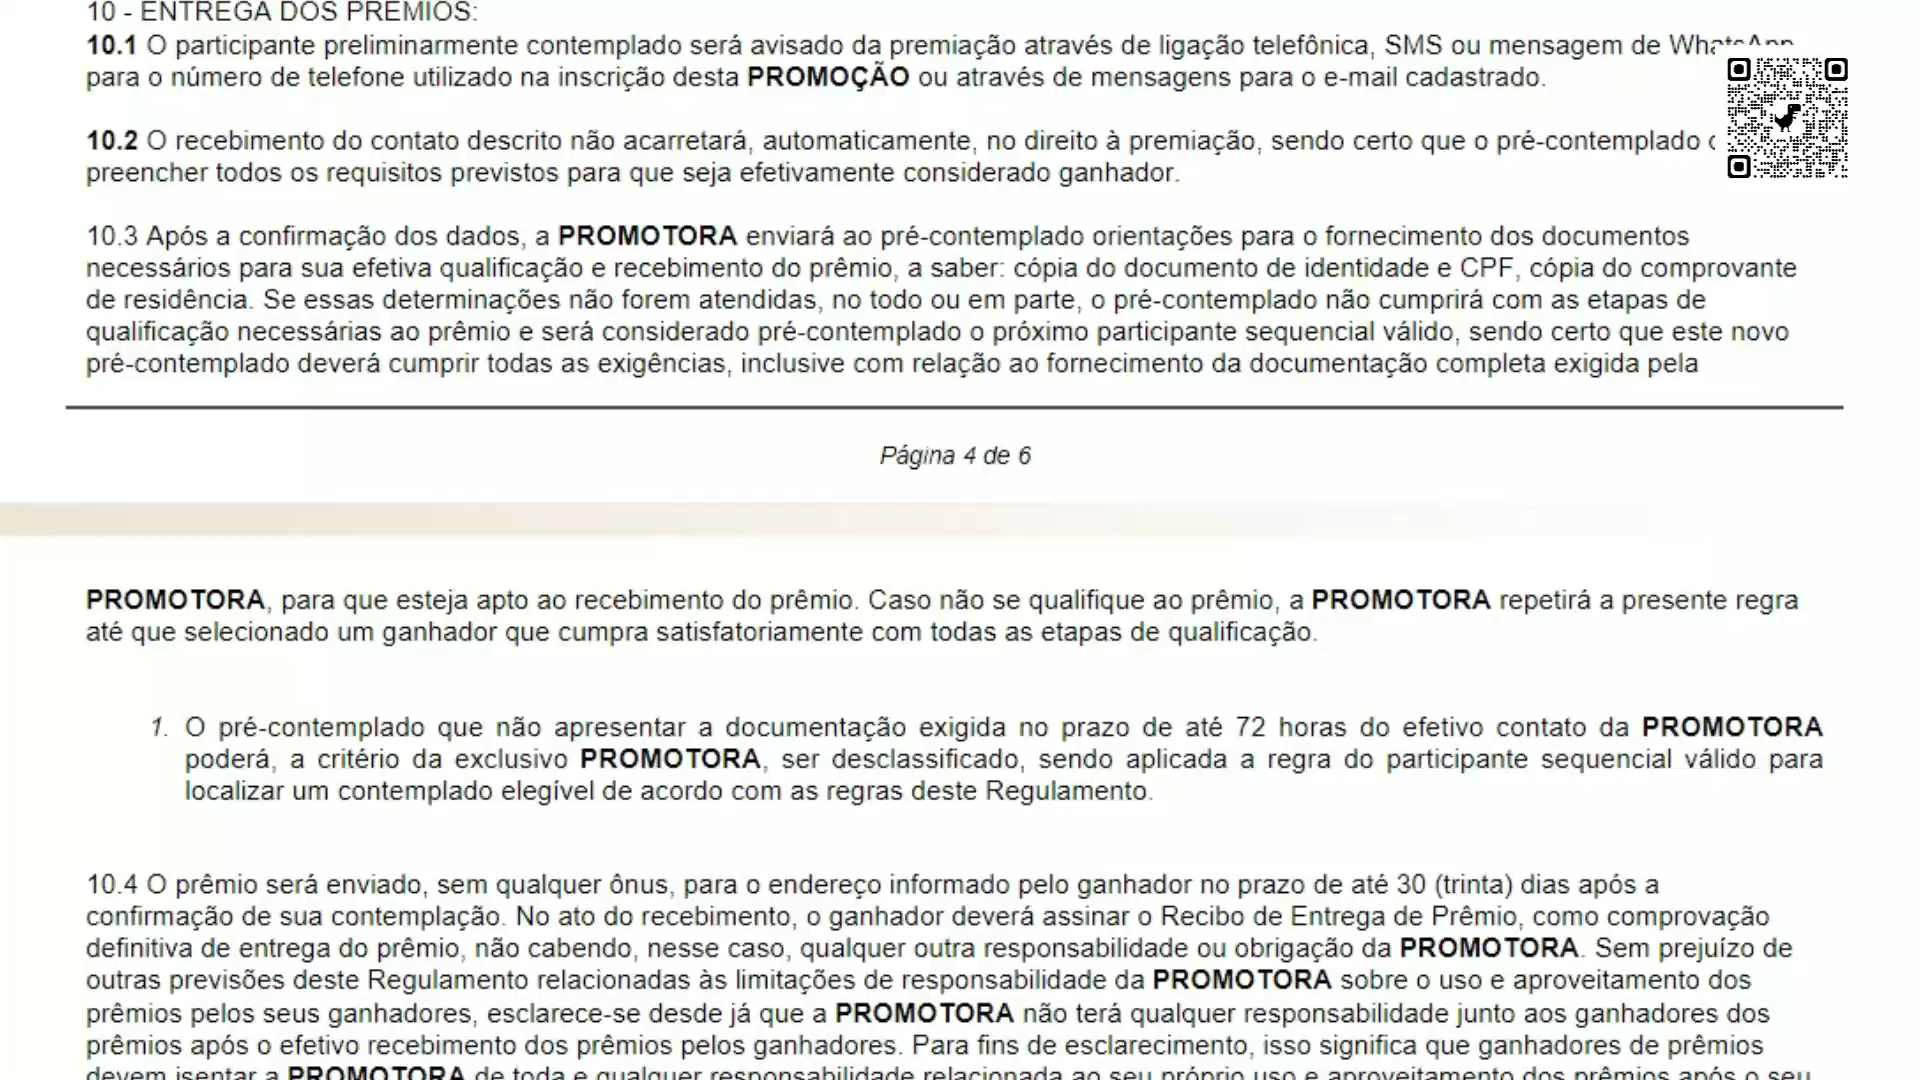 10 - ENTREGA DOS PRÊMIOS:
10.1 O participante preliminarmente contemplado será avisado da premiação através de ligação telefônica, SMS ou mensagem de WhatsApp
para o número de telefone utilizado na inscrição desta PROMOÇÃO ou através de mensagens para o e-mail cadastrado.
10.2 O recebimento do contato descrito não acarretará, automaticamente, no direito à premiação, sendo certo que o pré-contemplado
preencher todos os requisitos previstos para que seja efetivamente considerado ganhador.
10.3 Após a confirmação dos dados, a PROMOTORA enviará ao pré-contemplado orientações para o fornecimento dos documentos
necessários para sua efetiva qualificação e recebimento do prêmio, a saber: cópia do documento de identidade e CPF, cópia do comprovante
de residência. Se essas determinações não forem atendidas, no todo ou em parte, o pré-contemplado não cumprirá com as etapas de
qualificação necessárias ao prêmio e será considerado pré-contemplado o próximo participante sequencial válido, sendo certo que este novo
pré-contemplado deverá cumprir todas as exigências, inclusive com relação ao fornecimento da documentação completa exigida pela
Página 4 de 6
PROMOTORA, para que esteja apto ao recebimento do prêmio. Caso não se qualifique ao prêmio, a PROMOTORA repetirá a presente regra
até que selecionado um ganhador que cumpra satisfatoriamente com todas as etapas de qualificação.
1. O pré-contemplado que não apresentar a documentação exigida no prazo de até 72 horas do efetivo contato da PROMOTORA
poderá, a critério da exclusivo PROMOTORA, ser desclassificado, sendo aplicada a regra do participante sequencial válido para
localizar um contemplado elegível de acordo com as regras deste Regulamento.
10.4 O prêmio será enviado, sem qualquer ônus, para o endereço informado pelo ganhador no prazo de até 30 (trinta) dias após a
confirmação de sua contemplação. No ato do recebimento, o ganhador deverá assinar o Recibo de Entrega de Prêmio, como comprovação
definitiva de entrega do prêmio, não cabendo, nesse caso, qualquer outra responsabilidade ou obrigação da PROMOTORA. Sem prejuízo de
outras previsões deste Regulamento relacionadas às limitações de responsabilidade da PROMOTORA sobre o uso e aproveitamento dos
prêmios pelos seus ganhadores, esclarece-se desde já que a PROMOTORA não terá qualquer responsabilidade junto aos ganhadores dos
prêmios após o efetivo recebimento dos prêmios pelos ganhadores. Para fins de esclarecimento, isso significa que ganhadores de prêmios
devem isentar a PROMOTORA de toda e qualquer responsabilidade relacionada ao seu próprio uso e aproveitamento dos prêmios após o seu